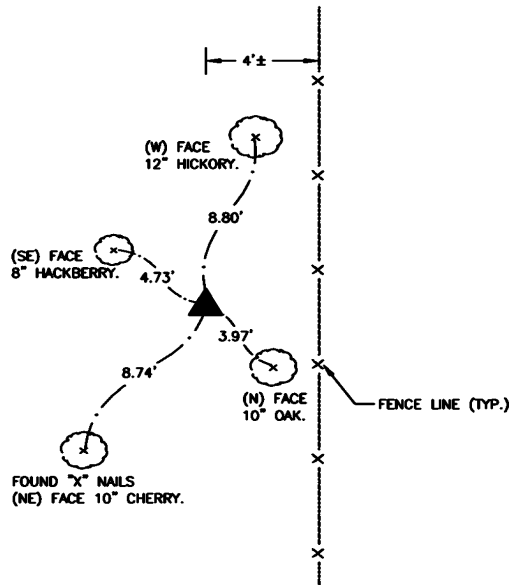 4'±
(W) FACE
12" HICKORY.
8.80'
(SE) FACE
8" HACKBERRY.
4.73'
3.97'
8.74'
(N) FACE
10" OAK.
FENCE LINE (TYP.)
FOUND "X" NAILS
(NE) FACE 10" CHERRY.